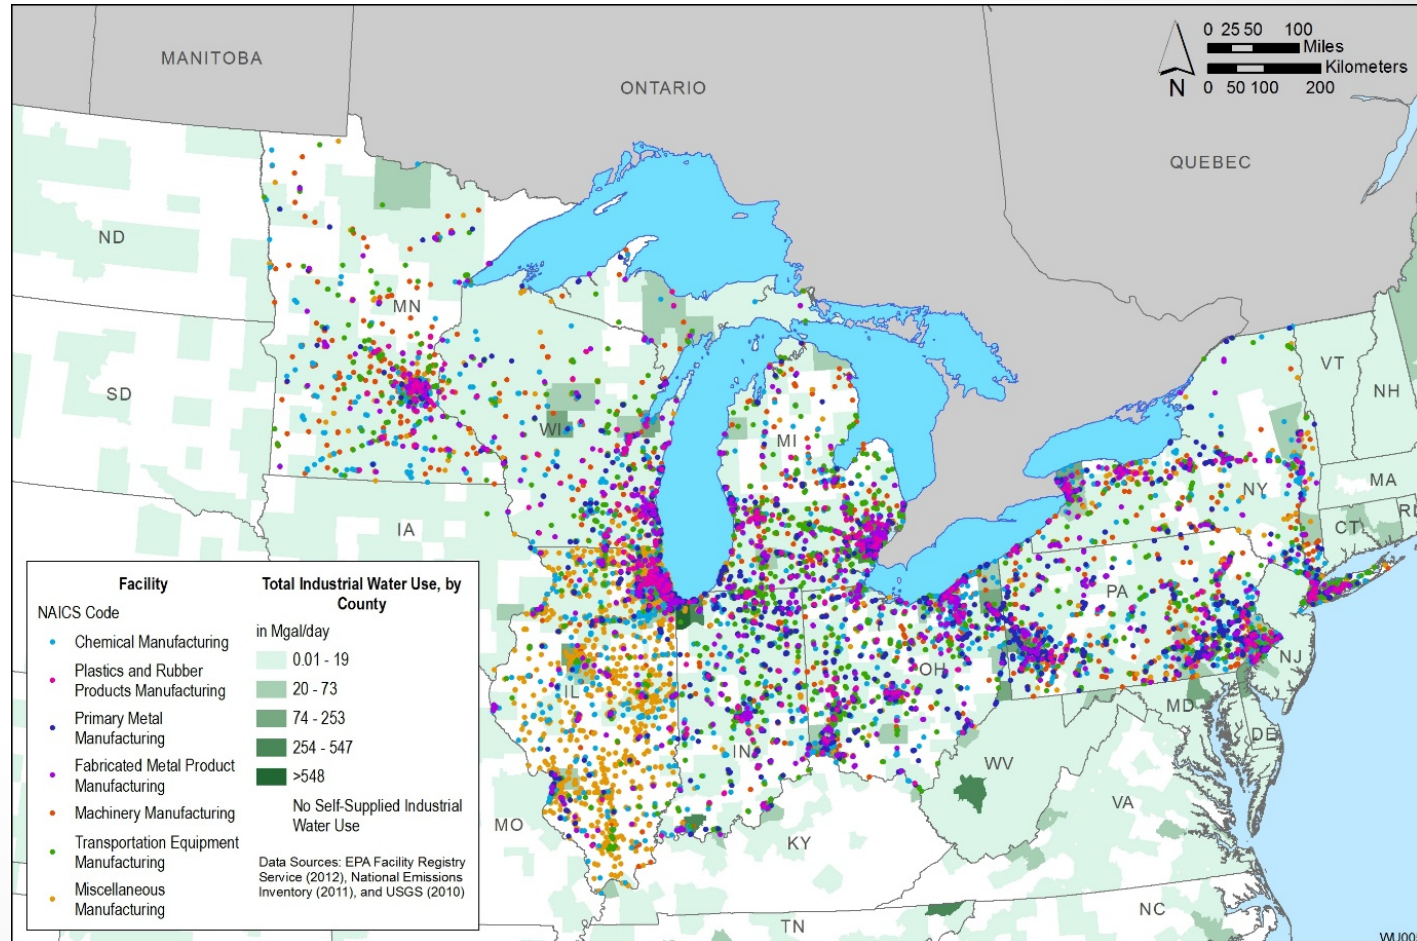 MANITOBA
ONTARIO
QUEBEC
0 25 50 100
Miles
Kilometers
0 50 100 200
N
ND
MN
SD
WI
MI
VT
NH
NY
MA
CT
RI
IA
PA
NJ
OH
IL
IN
MD
DE
WV
VA
MO
KY
TN
NC
Facility
NAICS Code
Chemical Manufacturing
Plastics and Rubber
Products Manufacturing
Primary Metal
Manufacturing
Fabricated Metal Product
Manufacturing
Machinery Manufacturing
Transportation Equipment
Manufacturing
Miscellaneous
Manufacturing
Total Industrial Water Use, by
County
in Mgal/day
0.01 - 19
20 - 73
74 - 253
254 - 547
>548
No Self-Supplied Industrial
Water Use
Data Sources: EPA Facility Registry
Service (2012), National Emissions
Inventory (2011), and USGS (2010)